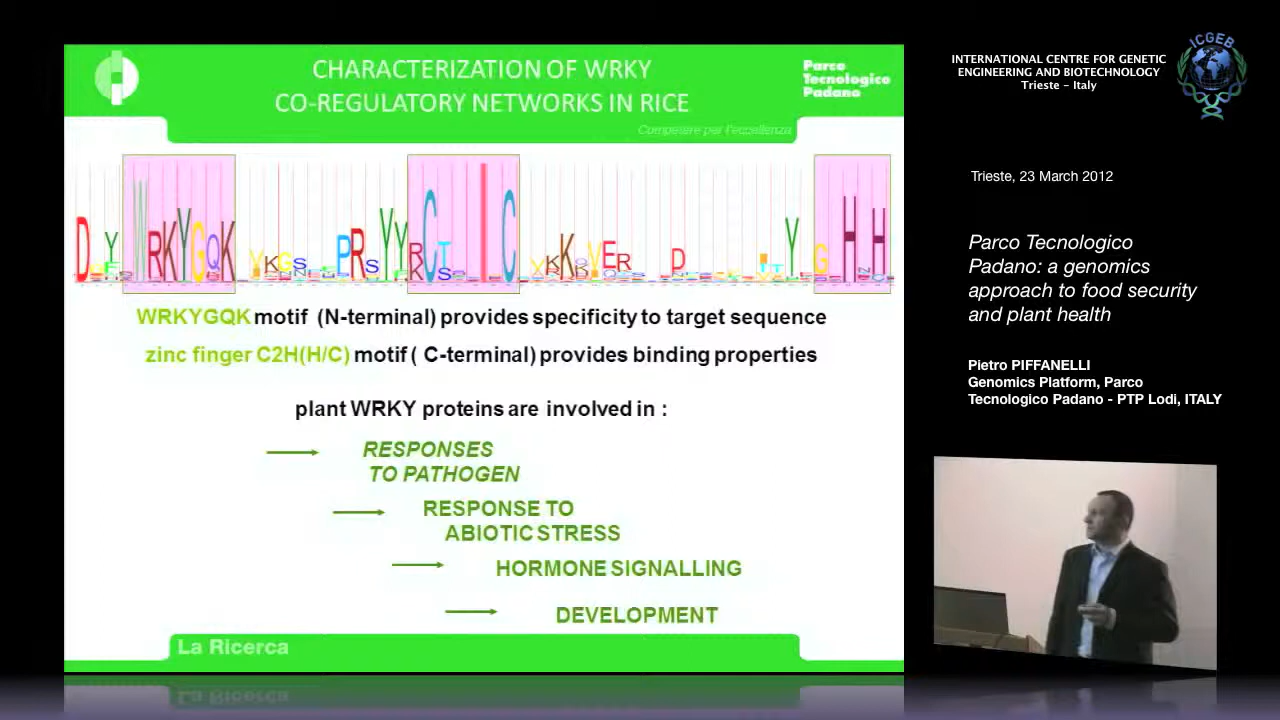 CHARACTERIZATION OF WRKY
CO-REGULATORY NETWORKS IN RICE
Parco
Tecnologico
Padano
Competere per l'eccellenza
WRKYGQK motif (N-terminal) provides specificity to target sequence
zinc finger C2H(H/C) motif ( C-terminal) provides binding properties
plant WRKY proteins are involved in :
RESPONSES
TO PATHOGEN
RESPONSE TO
ABIOTIC STRESS
HORMONE SIGNALLING
DEVELOPMENT
La Ricerca
INTERNATIONAL CENTRE FOR GENETIC
ENGINEERING AND BIOTECHNOLOGY
Trieste - Italy
ICGEB
Trieste, 23 March 2012
Parco Tecnologico
Padano: a genomics
approach to food security
and plant health
Pietro PIFFANELLI
Genomics Platform, Parco
Tecnologico Padano - PTP Lodi, ITALY